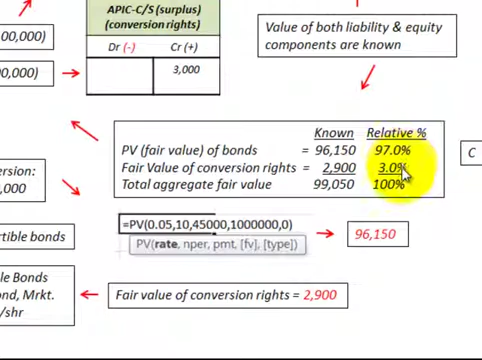 00,000)
APIC-C/S (surplus)
(conversion rights)
Dr (-) Cr (+)
3,000
00,000)
Value of both liability & equity
components are known
Known Relative %
PV (fair value) of bonds = 96,150 97.0%
Fair Value of conversion rights = 2,900 3.0%
Total aggregate fair value 99,050 100%
C
ersion:
,000
=PV(0.05,10,45000,1000000,0)
PV(rate, nper, pmt, [fv], [type])
96,150
ertible bonds
le Bonds
ond, Mrkt.
/shr
Fair value of conversion rights = 2,900